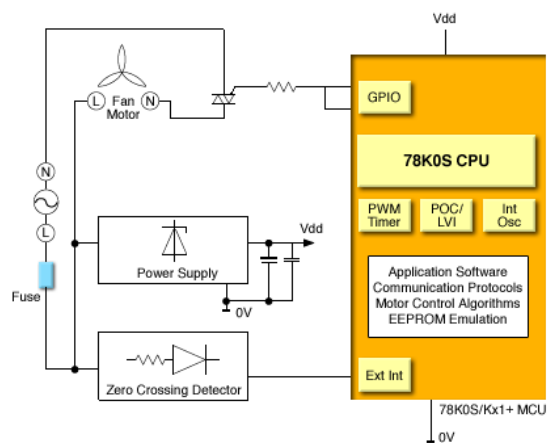 Vdd
L
Fan
Motor
N
GPIO
78K0S CPU
N
L
PWM
Timer
POC/
LVI
Int
Osc
Vdd
Power Supply
Fuse
0V
Application Software
Communication Protocols
Motor Control Algorithms
EEPROM Emulation
Zero Crossing Detector
Ext Int
78K0S/Kx1+ MCU
0V